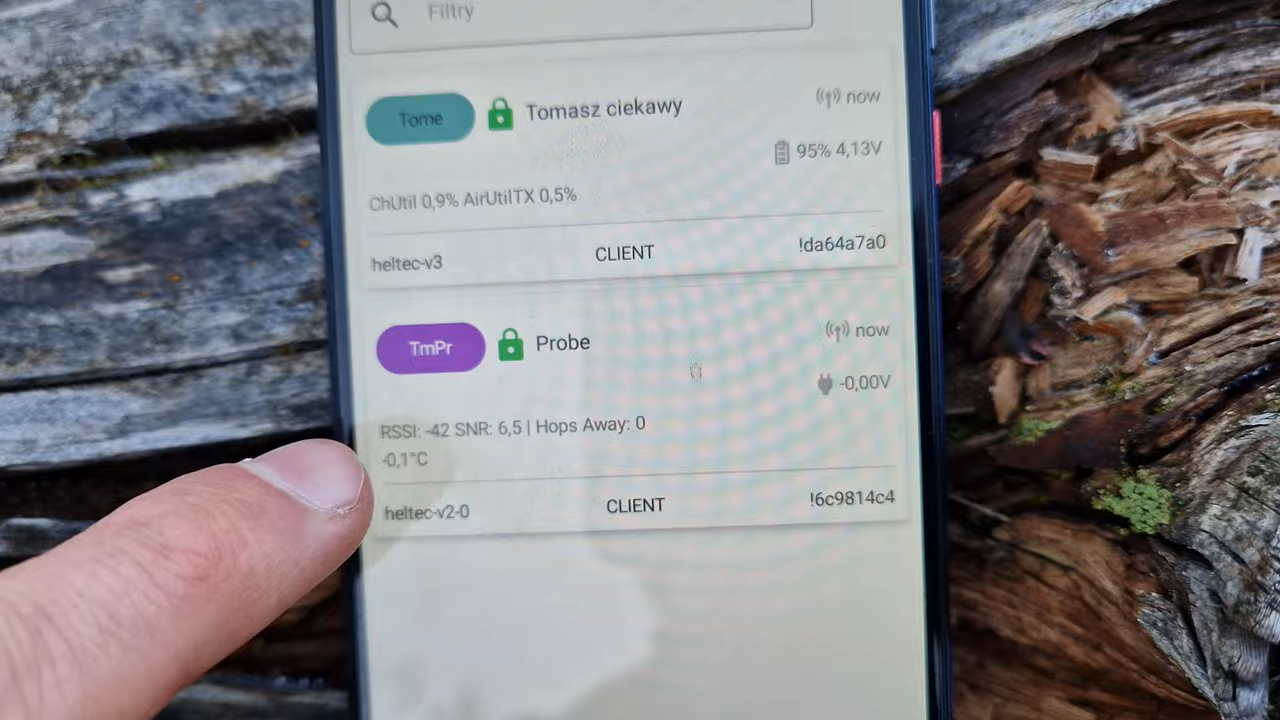 Filtry
Tome Tomasz ciekawy now
95% 4,13V
ChUtil 0,9% AirUtilTX 0,5%
heltec-v3 CLIENT !da64a7a0
TmPr Probe now
-0,00V
RSSI: -42 SNR: 6,5 | Hops Away: 0
-0,1°C
heltec-v2-0 CLIENT !6c9814c4